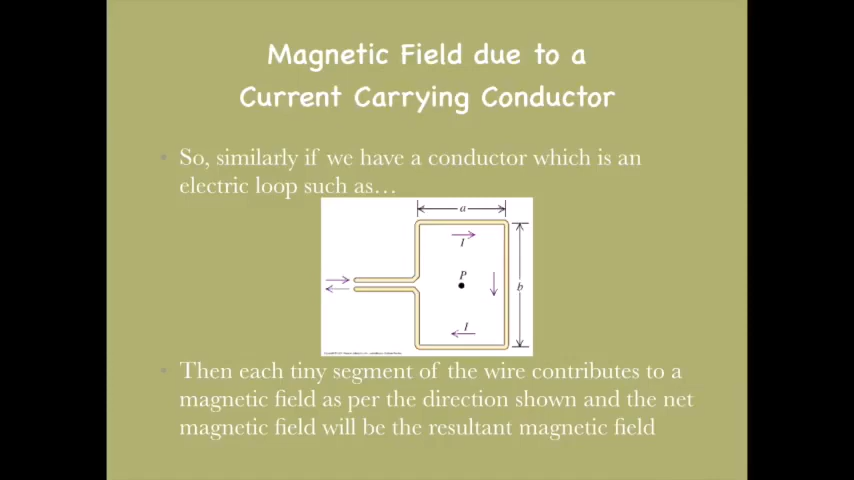 Magnetic Field due to a
Current Carrying Conductor
• So, similarly if we have a conductor which is an
electric loop such as…
a
I
P
b
I
• Then each tiny segment of the wire contributes to a
magnetic field as per the direction shown and the net
magnetic field will be the resultant magnetic field